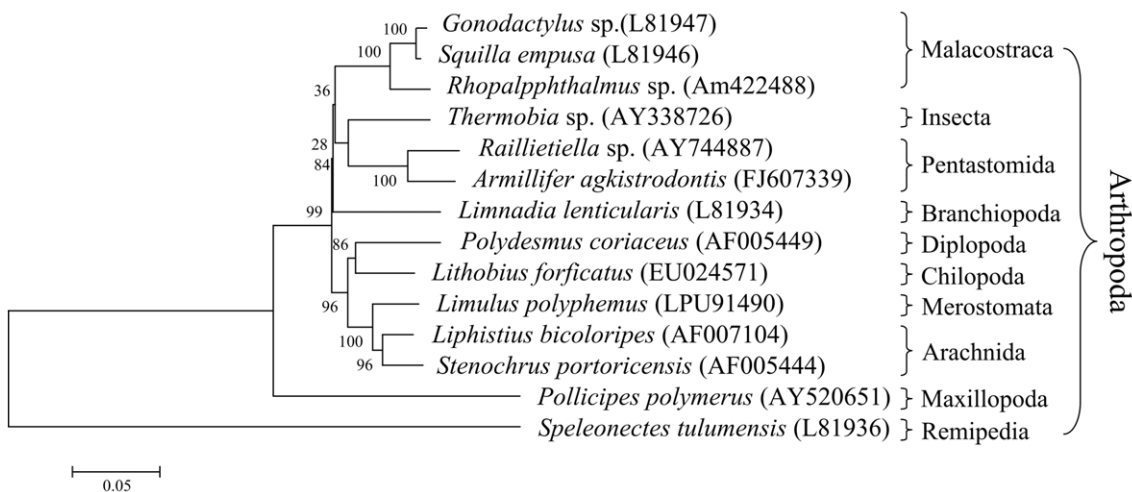 100 Gonodactylus sp.(L81947)
100 Squilla empusa (L81946) Malacostraca
36 Rhopalpphthalmus sp. (Am422488)
Thermobia sp. (AY338726) Insecta
28 Raillietiella sp. (AY744887)
84 100 Armillifer agkistrodontis (FJ607339) Pentastomida
99 Limnadia lenticularis (L81934) Branchiopoda
86 Polydesmus coriaceus (AF005449) Diplopoda
Lithobius forficatus (EU024571) Chilopoda
96 Limulus polyphemus (LPU91490) Merostomata
100 Liphistius bicoloripes (AF007104) Arachnida
96 Stenochrus portoricensis (AF005444)
Pollicipes polymerus (AY520651) Maxillopoda
Speleonectes tulumensis (L81936) Remipedia
Arthropoda
0.05